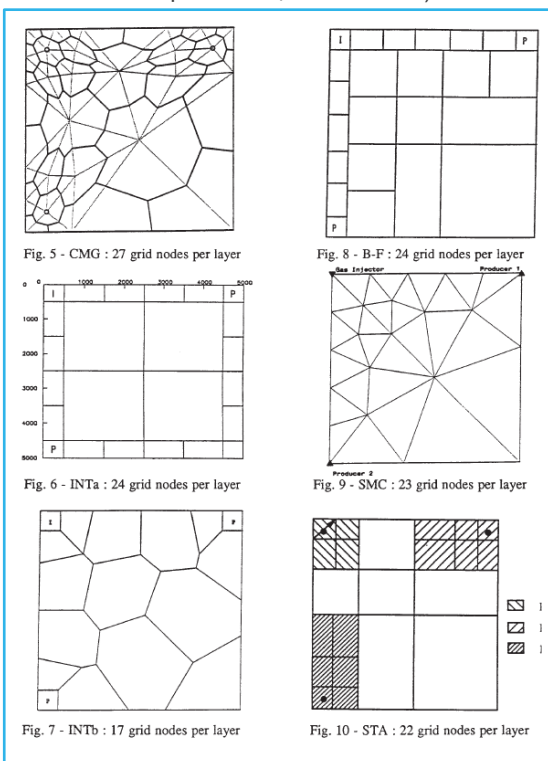 I P
P
Fig. 5 - CMG : 27 grid nodes per layer
Fig. 8 - B-F : 24 grid nodes per layer
0 1000 2000 3000 4000 5000
0
1000
2000
3000
4000
5000
I P
P
Fig. 6 - INTa : 24 grid nodes per layer
Gas Injector Producer 1
Producer 2
Fig. 9 - SMC : 23 grid nodes per layer
I P
P
Fig. 7 - INTb : 17 grid nodes per layer
Fig. 10 - STA : 22 grid nodes per layer